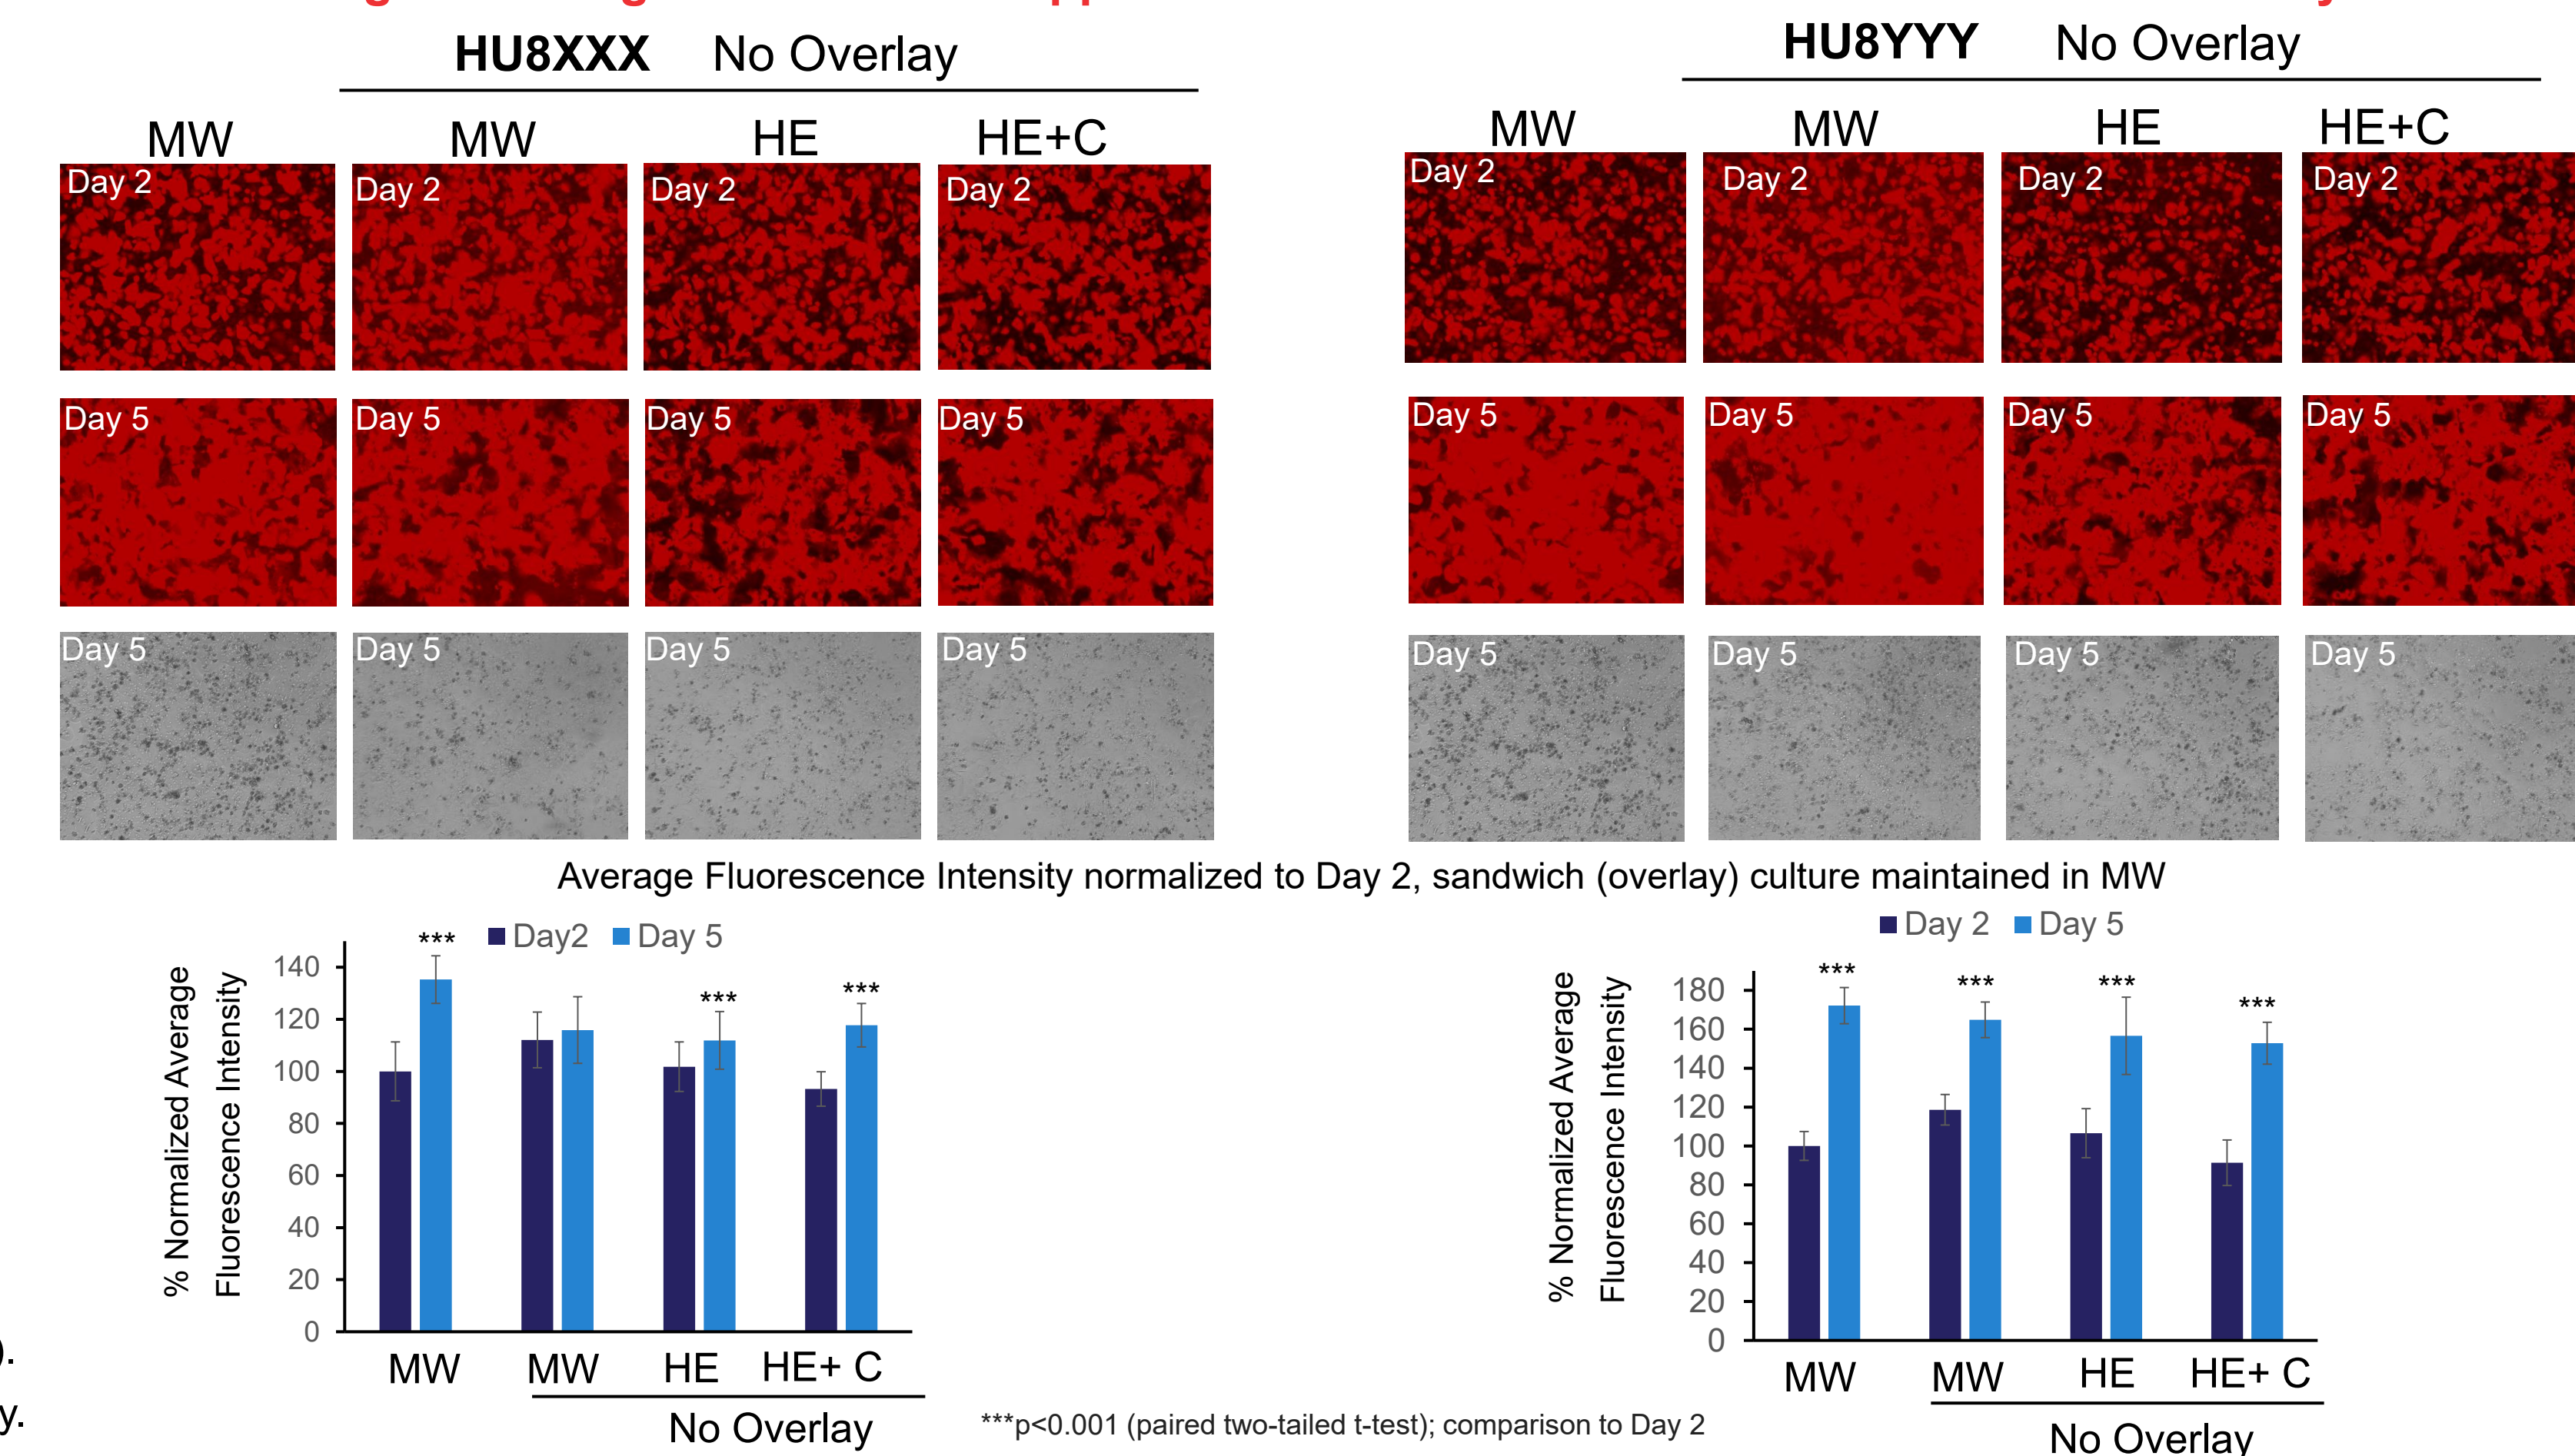 HU8XXX No Overlay
MW MW HE HE+C
Day 2 Day 2 Day 2 Day 2
Day 5 Day 5 Day 5 Day 5
Day 5 Day 5 Day 5 Day 5
HU8YYY No Overlay
MW MW HE HE+C
Day 2 Day 2 Day 2 Day 2
Day 5 Day 5 Day 5 Day 5
Day 5 Day 5 Day 5 Day 5
Average Fluorescence Intensity normalized to Day 2, sandwich (overlay) culture maintained in MW
Day2 Day 5
% Normalized Average
Fluorescence Intensity
140
120
100
80
60
40
20
0
***
***
***
MW MW HE HE+ C
No Overlay
Day 2 Day 5
% Normalized Average
Fluorescence Intensity
180
160
140
120
100
80
60
40
20
0
***
***
***
***
MW MW HE HE+ C
No Overlay
***p<0.001 (paired two-tailed t-test); comparison to Day 2
).
y.